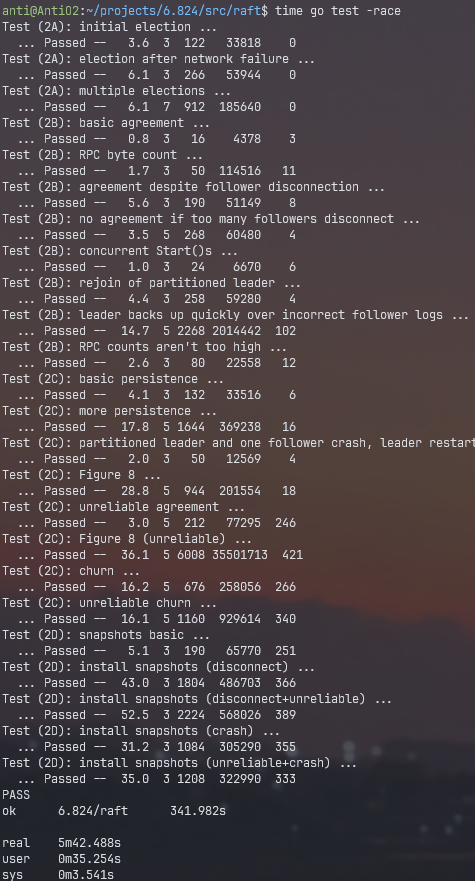 anti@AntiO2:~/projects/6.824/src/raft$ time go test -race
Test (2A): initial election ...
  ... Passed --   3.6  3  122   33818    0
Test (2A): election after network failure ...
  ... Passed --   6.1  3  266   53944    0
Test (2A): multiple elections ...
  ... Passed --   6.1  7  912  185640    0
Test (2B): basic agreement ...
  ... Passed --   0.8  3   16    4378    3
Test (2B): RPC byte count ...
  ... Passed --   1.7  3   50  114516   11
Test (2B): agreement despite follower disconnection ...
  ... Passed --   5.6  3  190   51149    8
Test (2B): no agreement if too many followers disconnect ...
  ... Passed --   3.5  5  268   60480    4
Test (2B): concurrent Start()s ...
  ... Passed --   1.0  3   24    6670    6
Test (2B): rejoin of partitioned leader ...
  ... Passed --   4.4  3  258   59280    4
Test (2B): leader backs up quickly over incorrect follower logs ...
  ... Passed --  14.7  5 2268 2014442  102
Test (2B): RPC counts aren't too high ...
  ... Passed --   2.6  3   80   22558   12
Test (2C): basic persistence ...
  ... Passed --   4.1  3  132   33516    6
Test (2C): more persistence ...
  ... Passed --  17.8  5 1644  369238   16
Test (2C): partitioned leader and one follower crash, leader restart
  ... Passed --   2.0  3   50   12569    4
Test (2C): Figure 8 ...
  ... Passed --  28.8  5  944  201554   18
Test (2C): unreliable agreement ...
  ... Passed --   3.0  5  212   77295  246
Test (2C): Figure 8 (unreliable) ...
  ... Passed --  36.1  5 6008 35501713  421
Test (2C): churn ...
  ... Passed --  16.2  5  676  258056  266
Test (2C): unreliable churn ...
  ... Passed --  16.1  5 1160  929614  340
Test (2D): snapshots basic ...
  ... Passed --   5.1  3  190   65770  251
Test (2D): install snapshots (disconnect) ...
  ... Passed --  43.0  3 1804  486703  366
Test (2D): install snapshots (disconnect+unreliable) ...
  ... Passed --  52.5  3 2224  568026  389
Test (2D): install snapshots (crash) ...
  ... Passed --  31.2  3 1084  305290  355
Test (2D): install snapshots (unreliable+crash) ...
  ... Passed --  35.0  3 1208  322990  333
PASS
ok      6.824/raft      341.982s
real    5m42.488s
user    0m35.254s
sys     0m3.541s